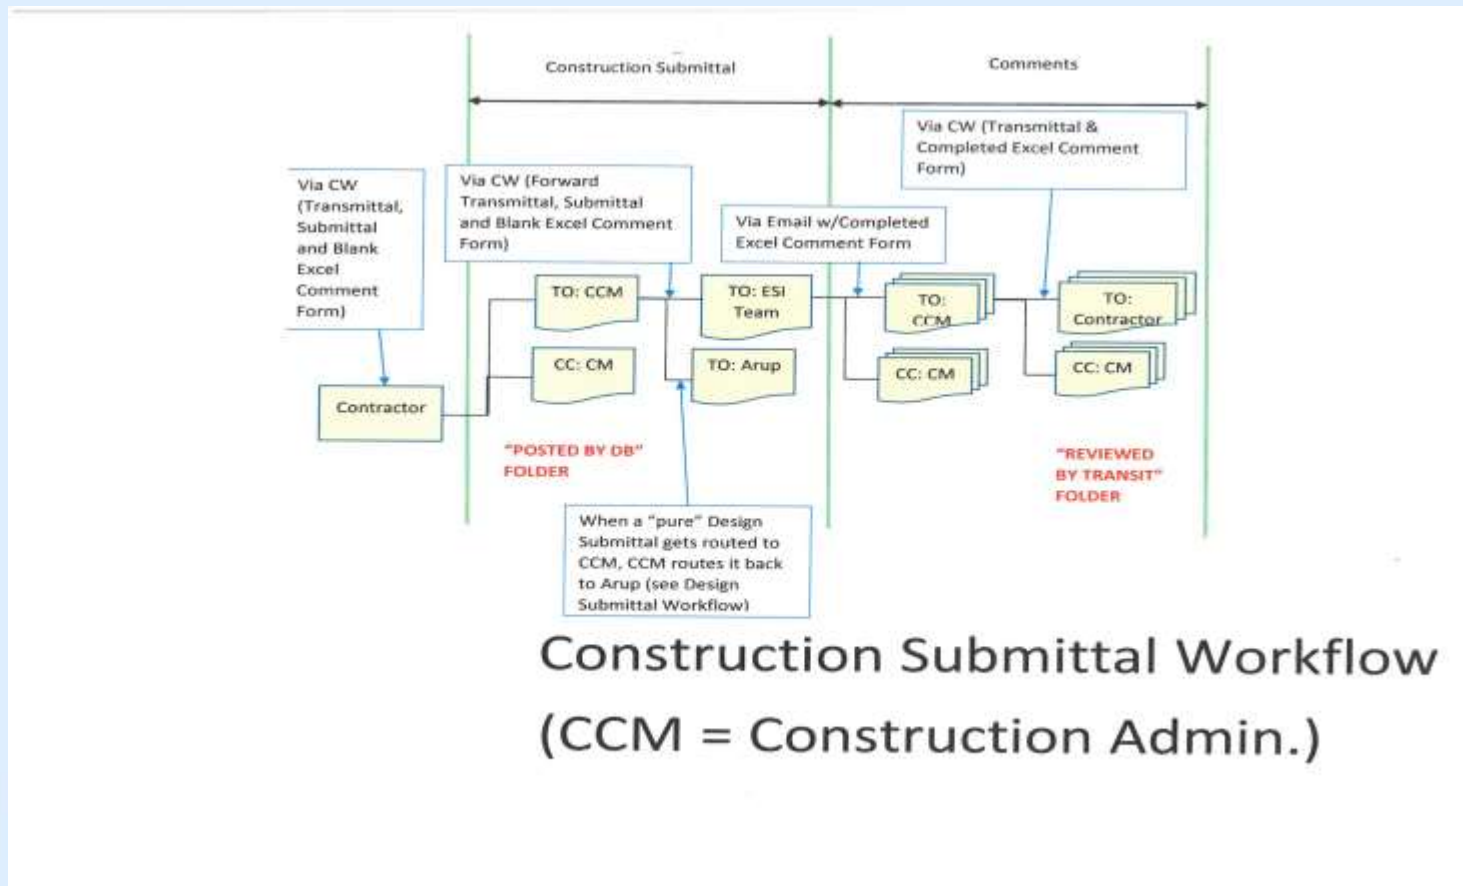 Construction Submittal
Comments
Via CW (Transmittal &
Completed Excel Comment
Form)
Via CW
(Transmittal,
Submittal
and Blank
Excel
Comment
Form)
Via CW (Forward
Transmittal, Submittal
and Blank Excel Comment
Form)
Via Email w/Completed
Excel Comment Form
TO: CCM
TO: ESI
Team
TO:
CCM
TO:
Contractor
CC: CM
TO: Arup
CC: CM
CC: CM
Contractor
"POSTED BY DB"
FOLDER
"REVIEWED
BY TRANSIT"
FOLDER
When a "pure" Design
Submittal gets routed to
CCM, CCM routes it back
to Arup (see Design
Submittal Workflow)
Construction Submittal Workflow
(CCM = Construction Admin.)